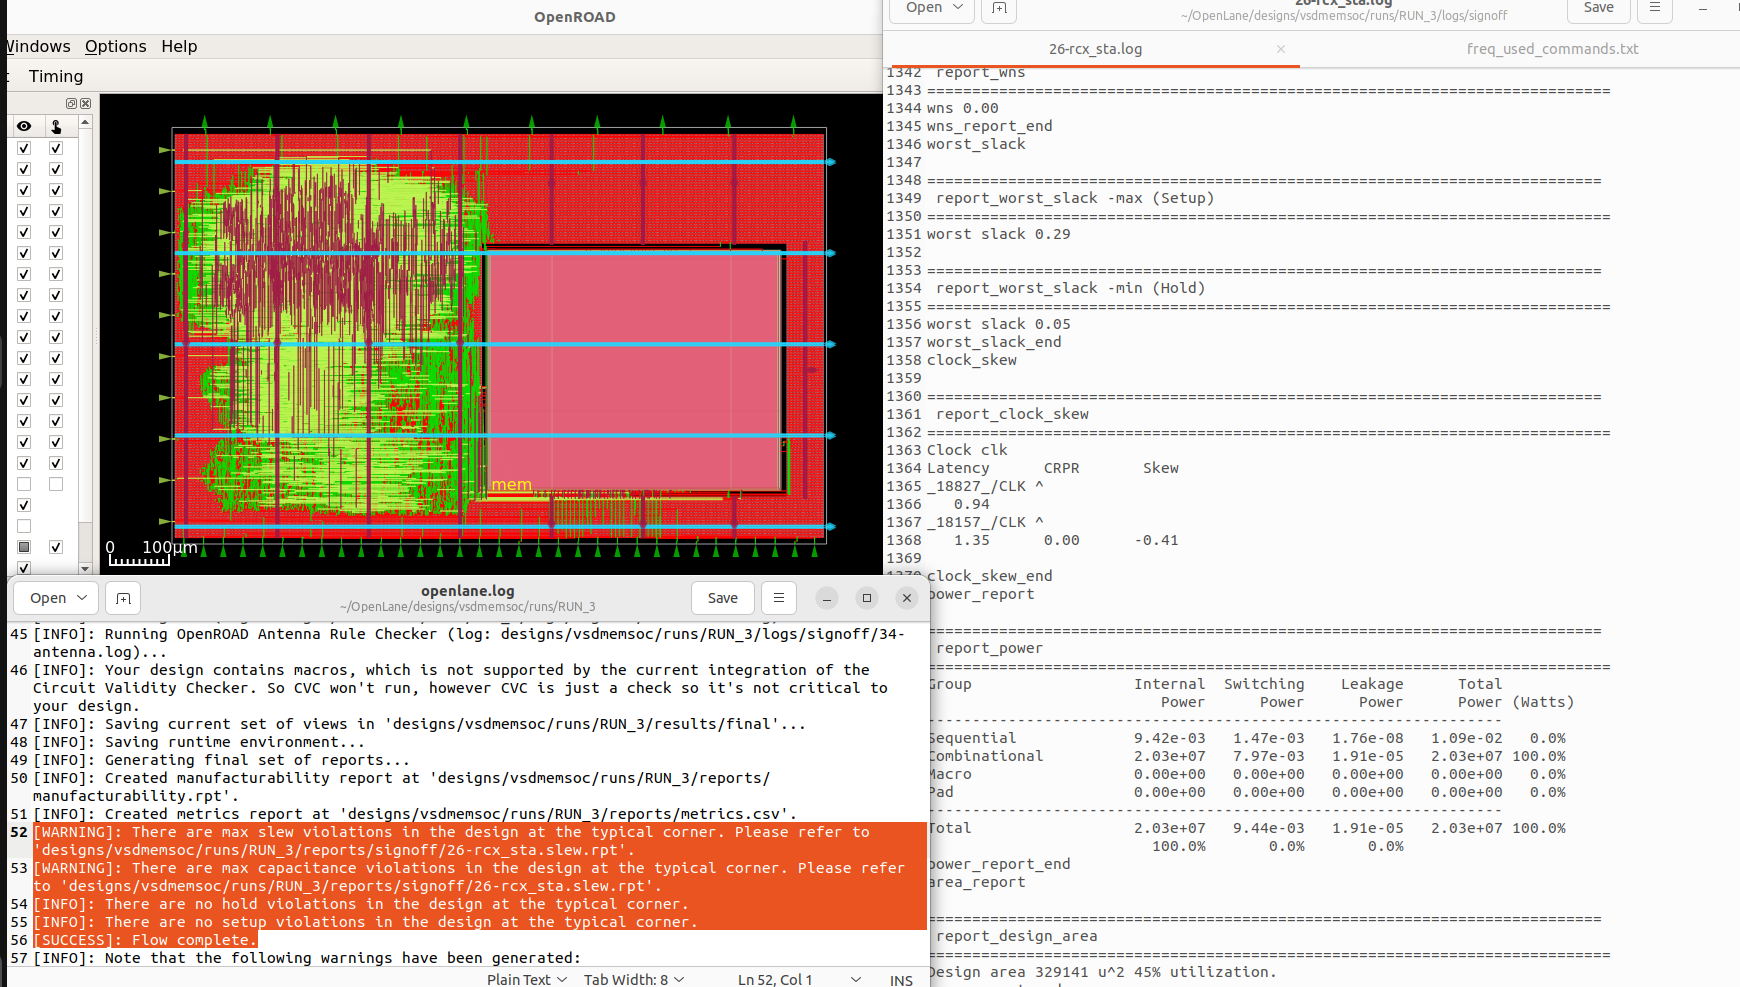 OpenROAD
Windows Options Help
Timing
0 100μm
mem
Open
26-rcx_sta.log
~/OpenLane/designs/vsdmemsoc/runs/RUN_3/logs/signoff
Save
26-rcx_sta.log
freq_used_commands.txt
1342 report_wns
1343 ============================================================================
1344 wns 0.00
1345 wns_report_end
1346 worst_slack
1347
1348 ===========================================================================
1349 report_worst_slack -max (Setup)
1350 ============================================================================
1351 worst slack 0.29
1352
1353 ===========================================================================
1354 report_worst_slack -min (Hold)
1355 ============================================================================
1356 worst slack 0.05
1357 worst_slack_end
1358 clock_skew
1359
1360 ===========================================================================
1361 report_clock_skew
1362 ============================================================================
1363 Clock clk
1364 Latency CRPR Skew
1365 _18827_/CLK ^
1366 0.94
1367 _18157_/CLK ^
1368 1.35 0.00 -0.41
1369
1370 clock_skew_end
power_report
===========================================================================
report_power
============================================================================
Group Internal Switching Leakage Total
Power Power Power Power (Watts)
----------------------------------------------------------------
Sequential 9.42e-03 1.47e-03 1.76e-08 1.09e-02 0.0%
Combinational 2.03e+07 7.97e-03 1.91e-05 2.03e+07 100.0%
Macro 0.00e+00 0.00e+00 0.00e+00 0.00e+00 0.0%
Pad 0.00e+00 0.00e+00 0.00e+00 0.00e+00 0.0%
----------------------------------------------------------------
Total 2.03e+07 9.44e-03 1.91e-05 2.03e+07 100.0%
100.0% 0.0% 0.0%
power_report_end
area_report
===========================================================================
report_design_area
============================================================================
Design area 329141 u^2 45% utilization.
Open
openlane.log
~/OpenLane/designs/vsdmemsoc/runs/RUN_3
Save
45 [INFO]: Running OpenROAD Antenna Rule Checker (log: designs/vsdmemsoc/runs/RUN_3/logs/signoff/34-
antenna.log)...
46 [INFO]: Your design contains macros, which is not supported by the current integration of the
Circuit Validity Checker. So CVC won't run, however CVC is just a check so it's not critical to
your design.
47 [INFO]: Saving current set of views in 'designs/vsdmemsoc/runs/RUN_3/results/final'...
48 [INFO]: Saving runtime environment...
49 [INFO]: Generating final set of reports...
50 [INFO]: Created manufacturability report at 'designs/vsdmemsoc/runs/RUN_3/reports/
manufacturability.rpt'.
51 [INFO]: Created metrics report at 'designs/vsdmemsoc/runs/RUN_3/reports/metrics.csv'.
52 [WARNING]: There are max slew violations in the design at the typical corner. Please refer to
'designs/vsdmemsoc/runs/RUN_3/reports/signoff/26-rcx_sta.slew.rpt'.
53 [WARNING]: There are max capacitance violations in the design at the typical corner. Please refer
to 'designs/vsdmemsoc/runs/RUN_3/reports/signoff/26-rcx_sta.slew.rpt'.
54 [INFO]: There are no hold violations in the design at the typical corner.
55 [INFO]: There are no setup violations in the design at the typical corner.
56 [SUCCESS]: Flow complete.
57 [INFO]: Note that the following warnings have been generated:
Plain Text Tab Width: 8 Ln 52, Col 1 INS